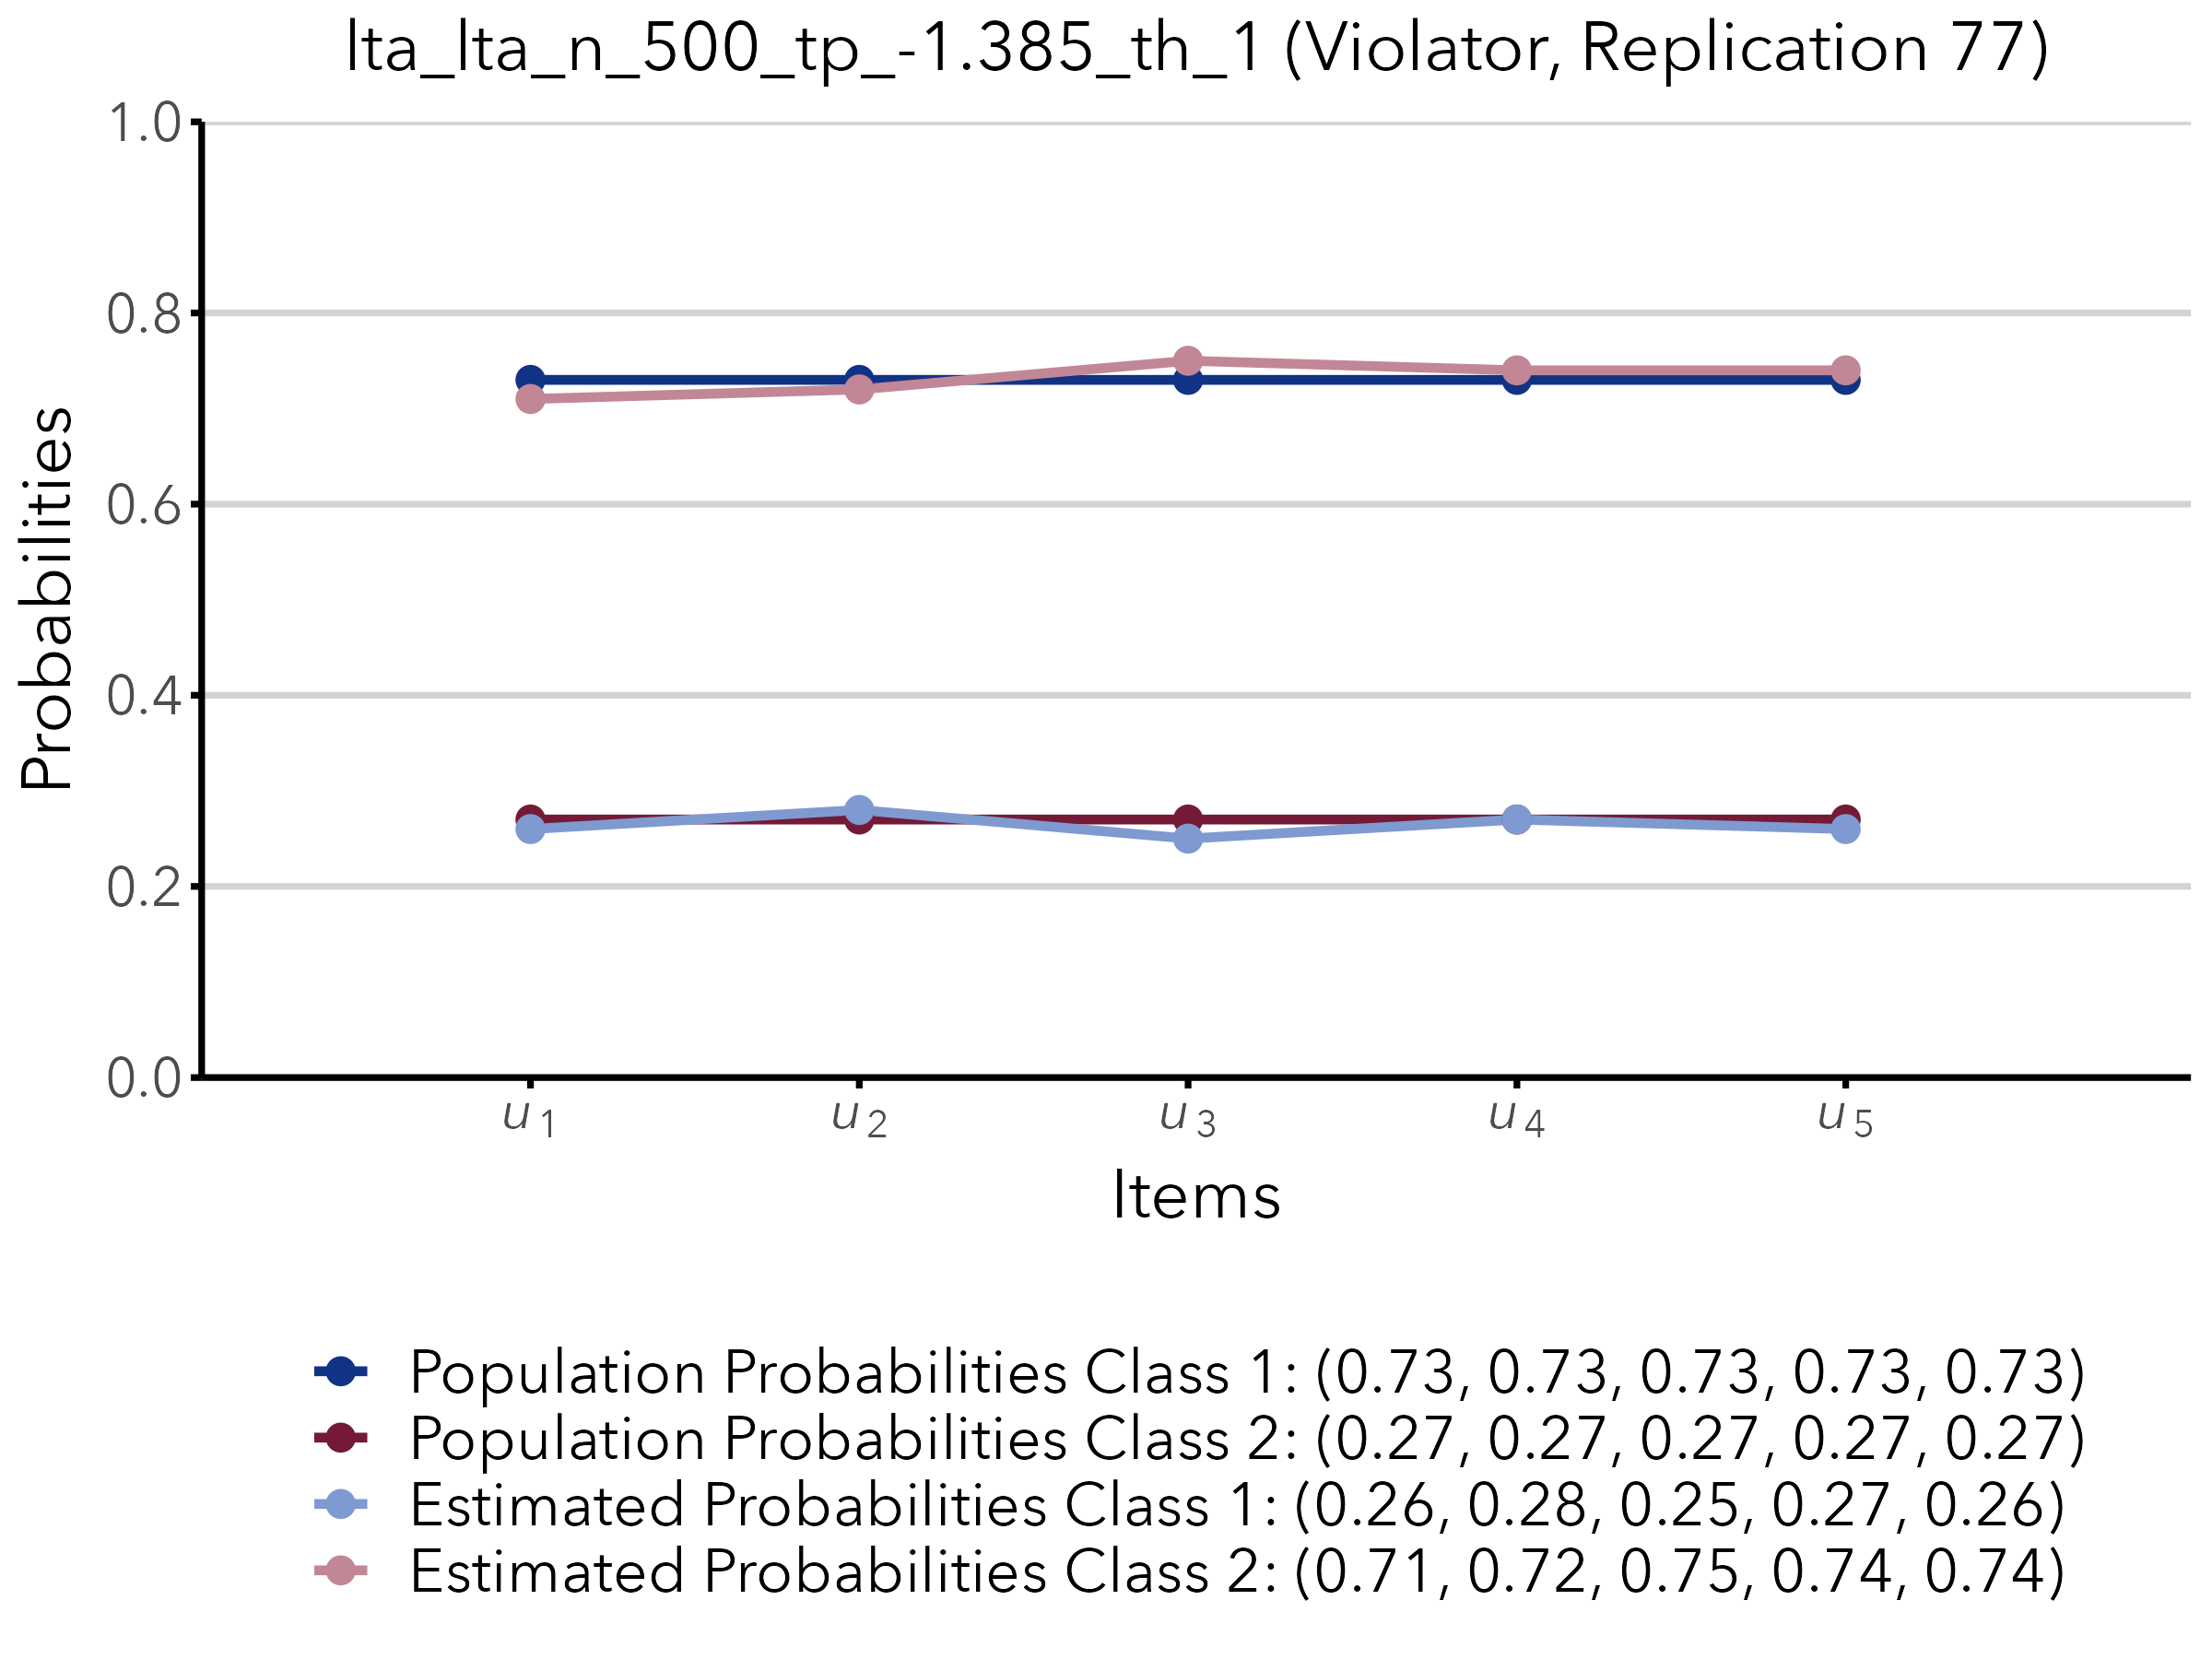 lta_lta_n_500_tp_-1.385_th_1 (Violator, Replication 77)
1.0
0.8
0.6
0.4
0.2
0.0
Probabilities
u1
u2
u3
u4
u5
Items
Population Probabilities Class 1: (0.73, 0.73, 0.73, 0.73, 0.73)
Population Probabilities Class 2: (0.27, 0.27, 0.27, 0.27, 0.27)
Estimated Probabilities Class 1: (0.26, 0.28, 0.25, 0.27, 0.26)
Estimated Probabilities Class 2: (0.71, 0.72, 0.75, 0.74, 0.74)